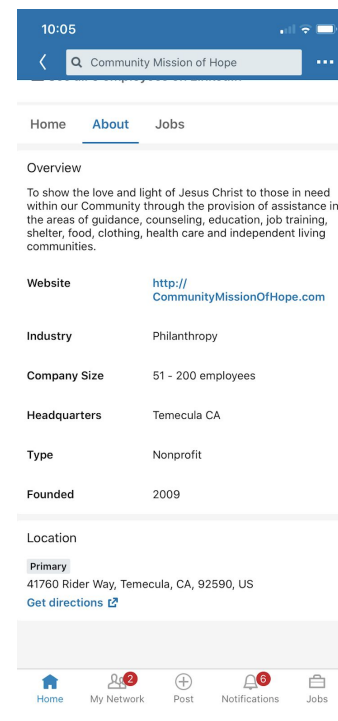 10:05
Community Mission of Hope
Home About Jobs
Overview
To show the love and light of Jesus Christ to those in need
within our Community through the provision of assistance in
the areas of guidance, counseling, education, job training,
shelter, food, clothing, health care and independent living
communities.
Website http://
CommunityMissionOfHope.com
Industry Philanthropy
Company Size 51 - 200 employees
Headquarters Temecula CA
Type Nonprofit
Founded 2009
Location
Primary
41760 Rider Way, Temecula, CA, 92590, US
Get directions
2 6
Home My Network Post Notifications Jobs